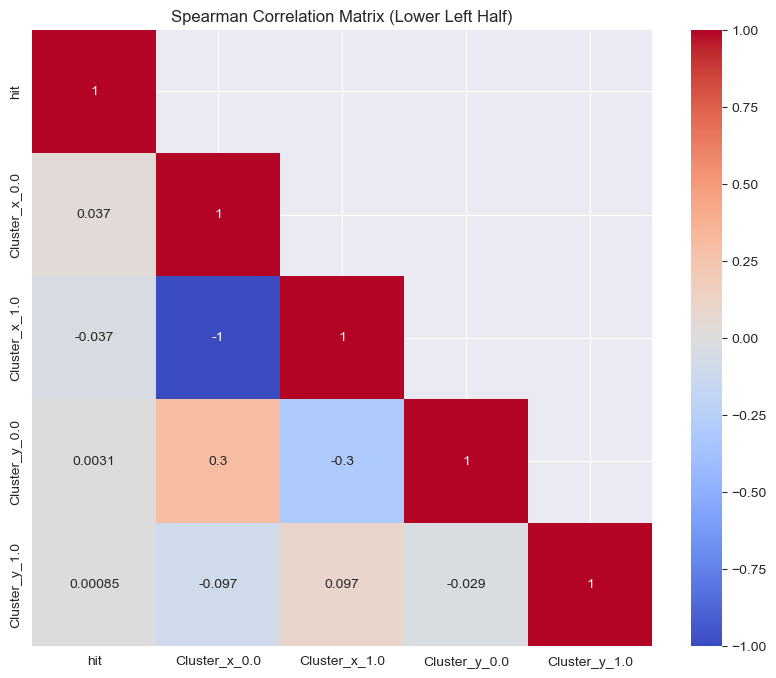 Spearman Correlation Matrix (Lower Left Half)
hit
1
Cluster_x_0.0
0.037
1
Cluster_x_1.0
-0.037
-1
1
Cluster_y_0.0
0.0031
0.3
-0.3
1
Cluster_y_1.0
0.00085
-0.097
0.097
-0.029
1
hit
Cluster_x_0.0
Cluster_x_1.0
Cluster_y_0.0
Cluster_y_1.0
1.00
0.75
0.50
0.25
0.00
−0.25
−0.50
−0.75
−1.00